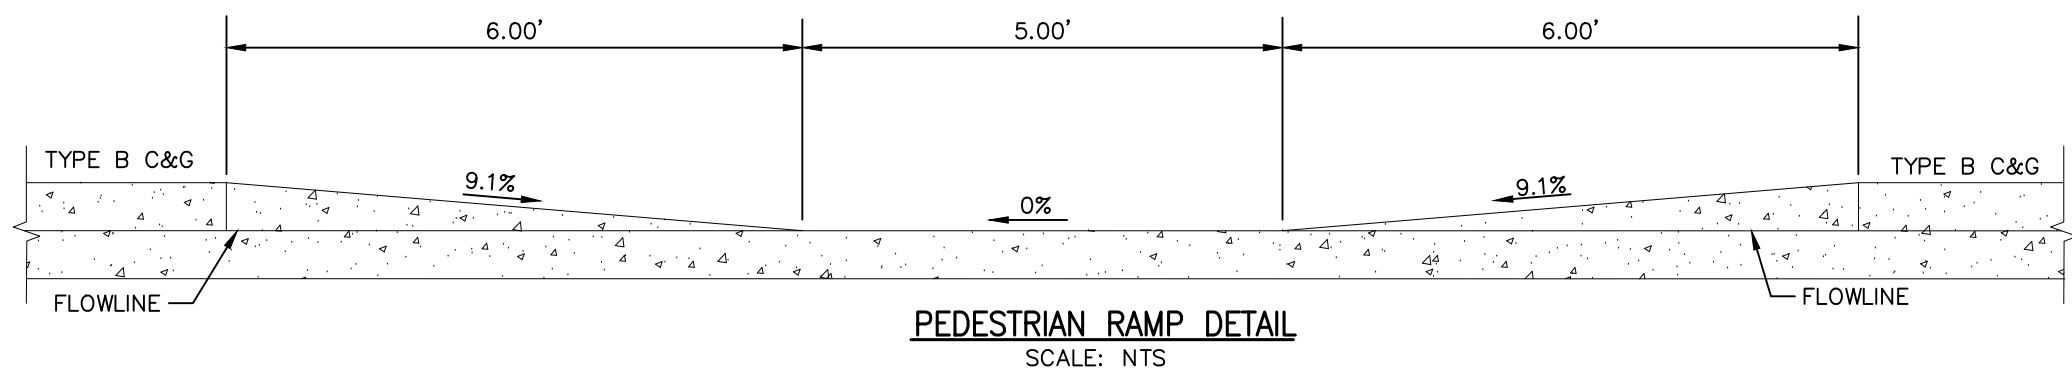 6.00' 5.00' 6.00'
TYPE B C&G TYPE B C&G
9.1% 0% 9.1%
FLOWLINE FLOWLINE
PEDESTRIAN RAMP DETAIL
SCALE: NTS